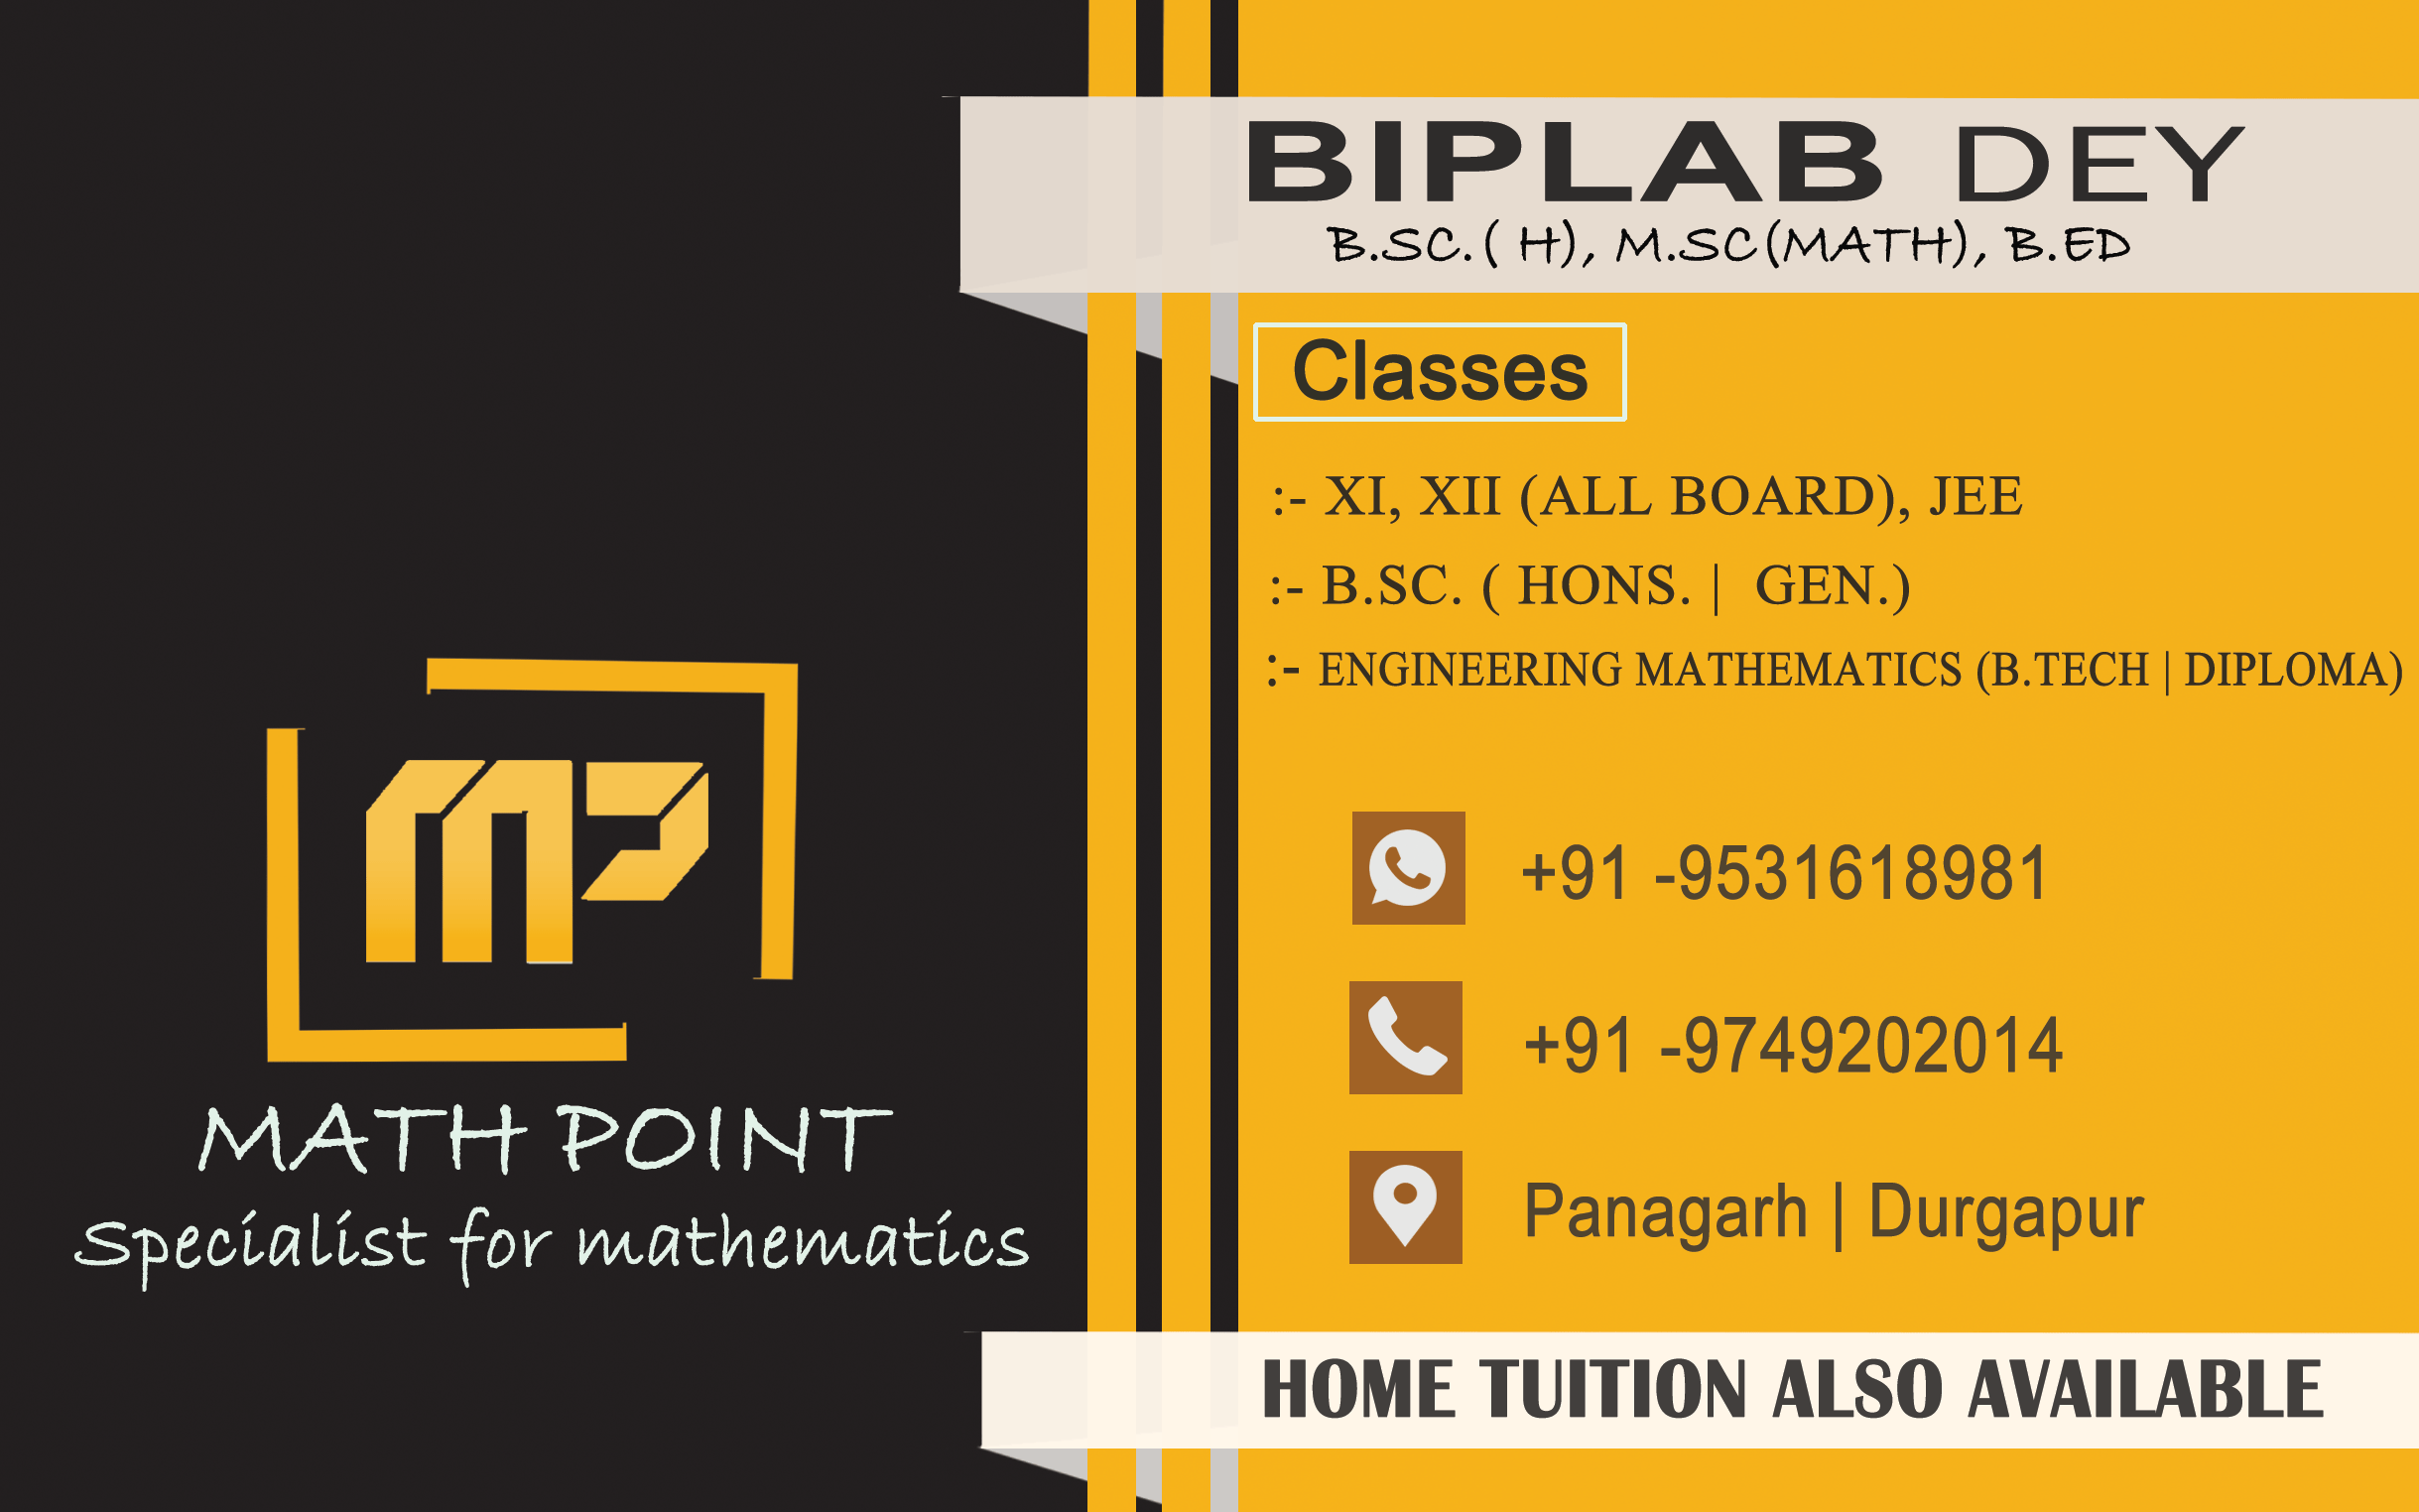 BIPLAB DEY
B.SC.( H), M.SC(MATH), B.ED
Classes
:- XI, XII (ALL BOARD), JEE
:- B.SC. ( HONS. | GEN.)
:- ENGINEERING MATHEMATICS (B.TECH | DIPLOMA)
+91 -9531618981
+91 -9749202014
Panagarh | Durgapur
HOME TUITION ALSO AVAILABLE
MP
MATH POINT
Specialist for mathematics